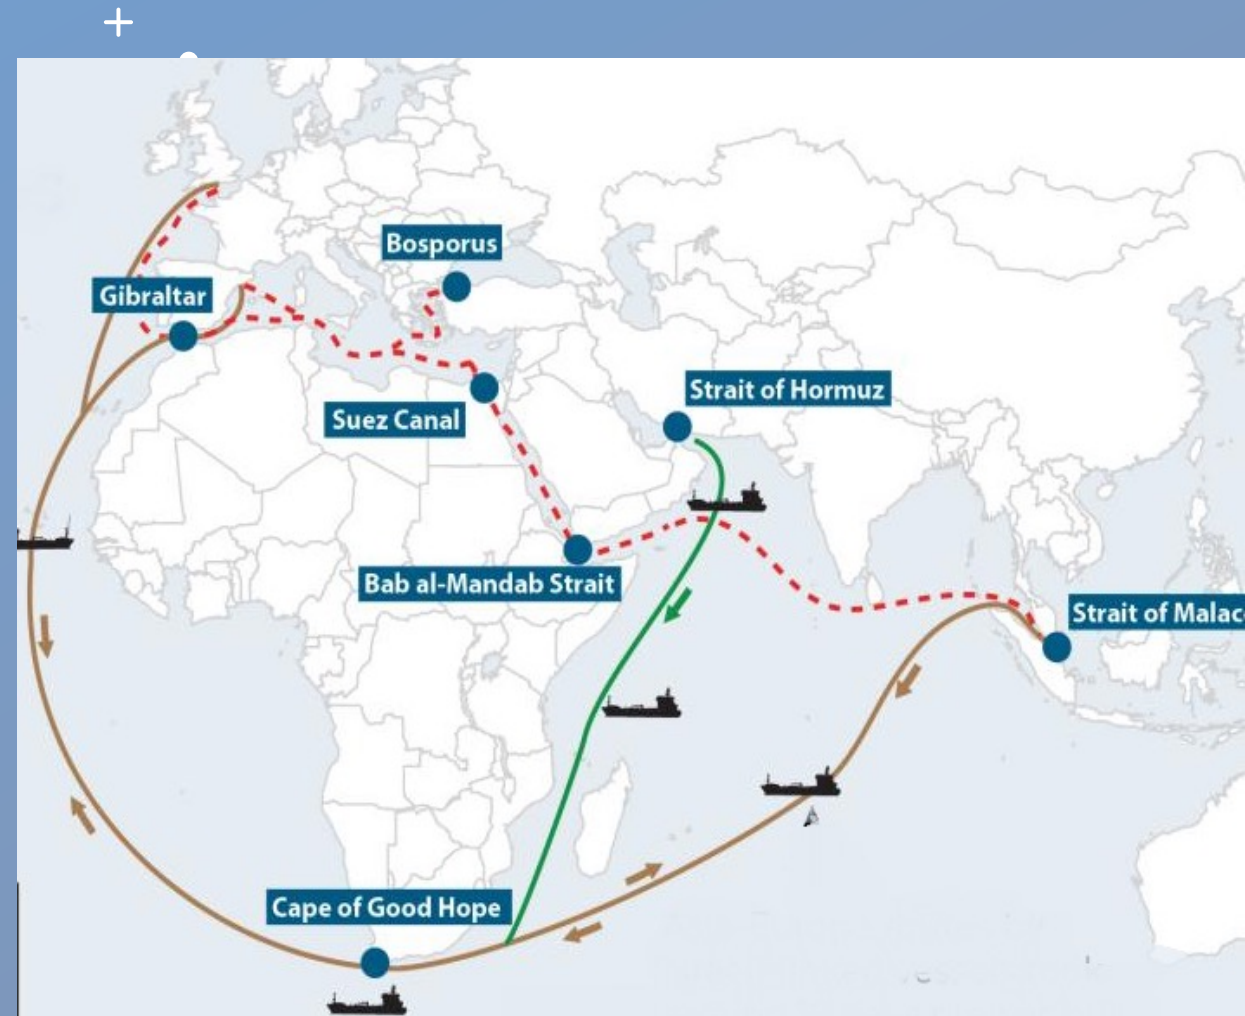 Bosporus
Gibraltar
Strait of Hormuz
Suez Canal
Bab al-Mandab Strait
Strait of Malac
Cape of Good Hope